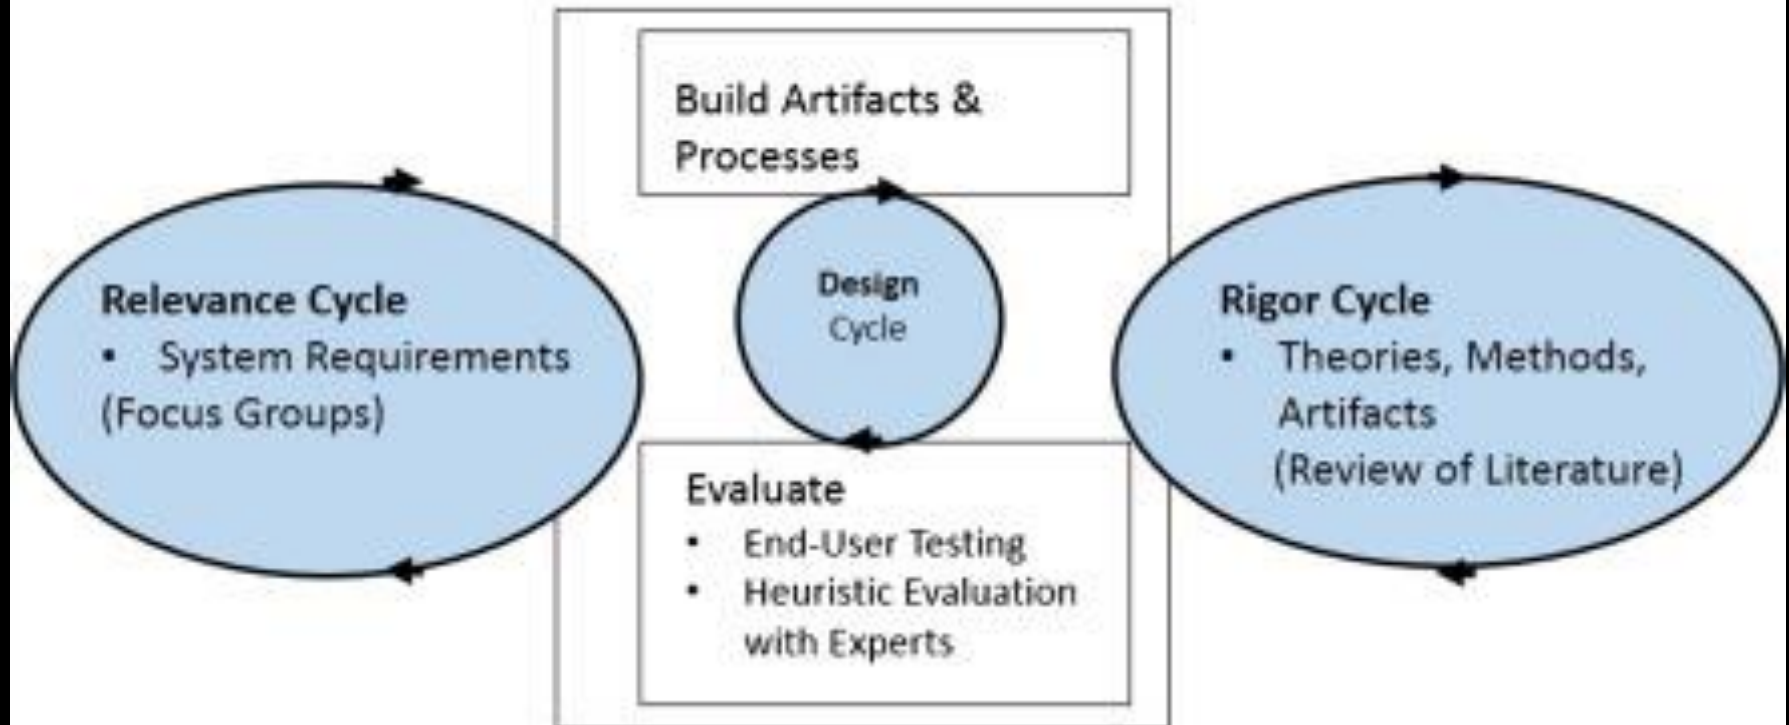 Build Artifacts &
Processes
Relevance Cycle
• System Requirements
(Focus Groups)
Design
Cycle
Rigor Cycle
• Theories, Methods,
Artifacts
(Review of Literature)
Evaluate
• End-User Testing
• Heuristic Evaluation
with Experts